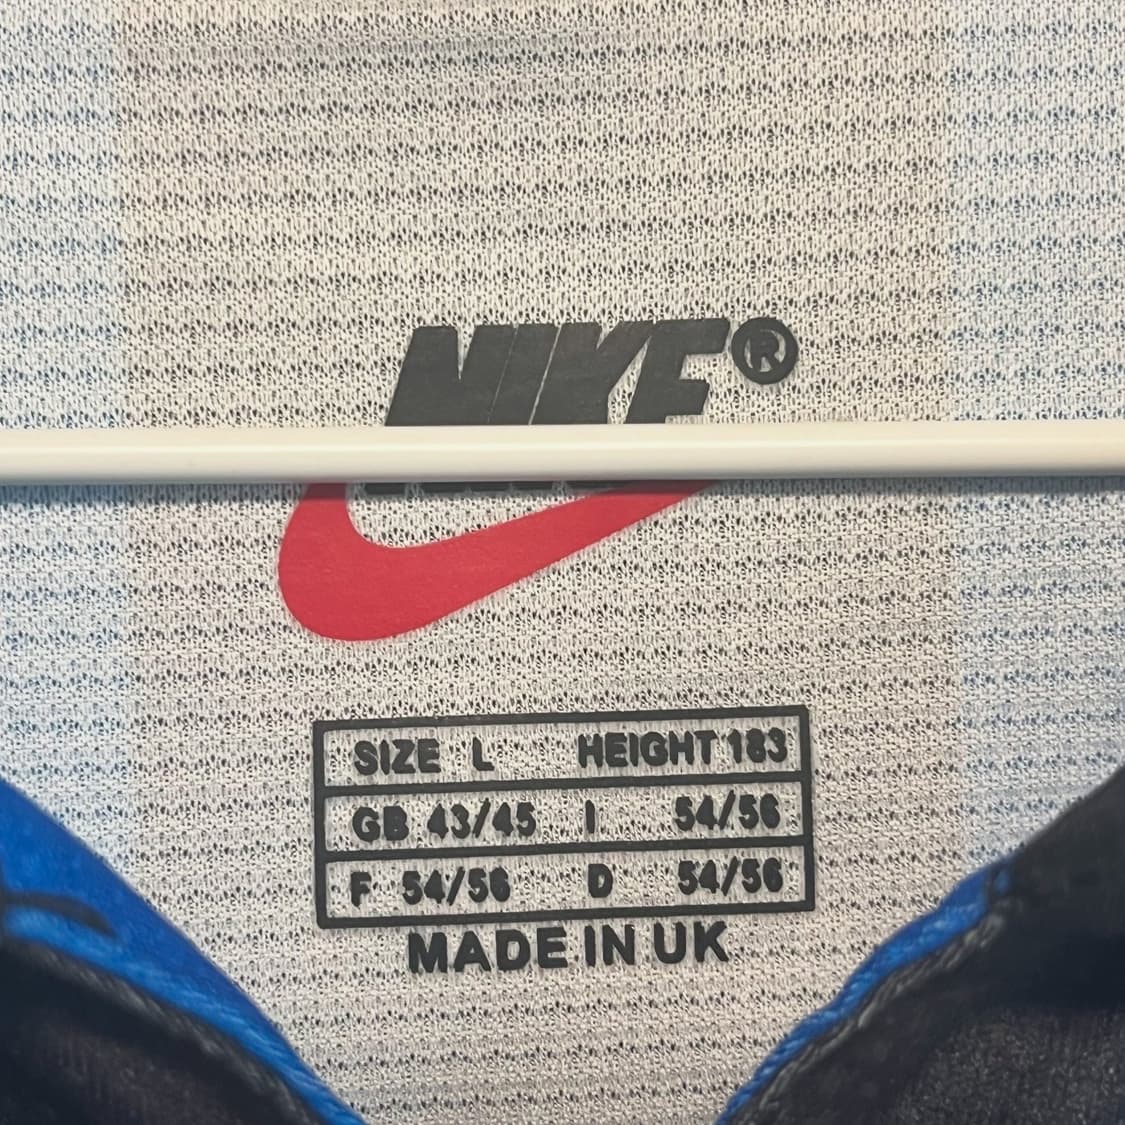 NIKE®
SIZE L HEIGHT 183
GB 43/45 I 54/56
F 54/56 D 54/56
MADE IN UK